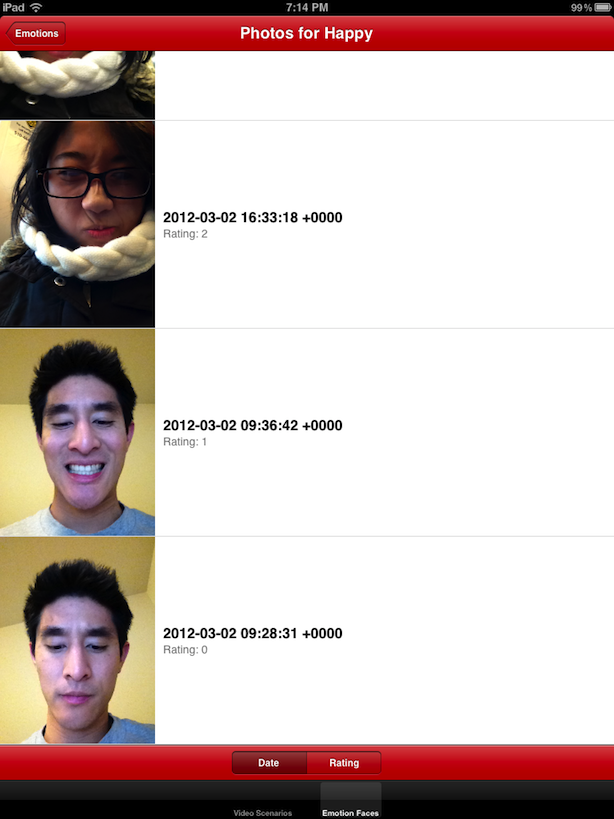 iPad 7:14 PM 99%
Emotions Photos for Happy
2012-03-02 16:33:18 +0000
Rating: 2
2012-03-02 09:36:42 +0000
Rating: 1
2012-03-02 09:28:31 +0000
Rating: 0
Date Rating
Video Scenarios Emotion Faces